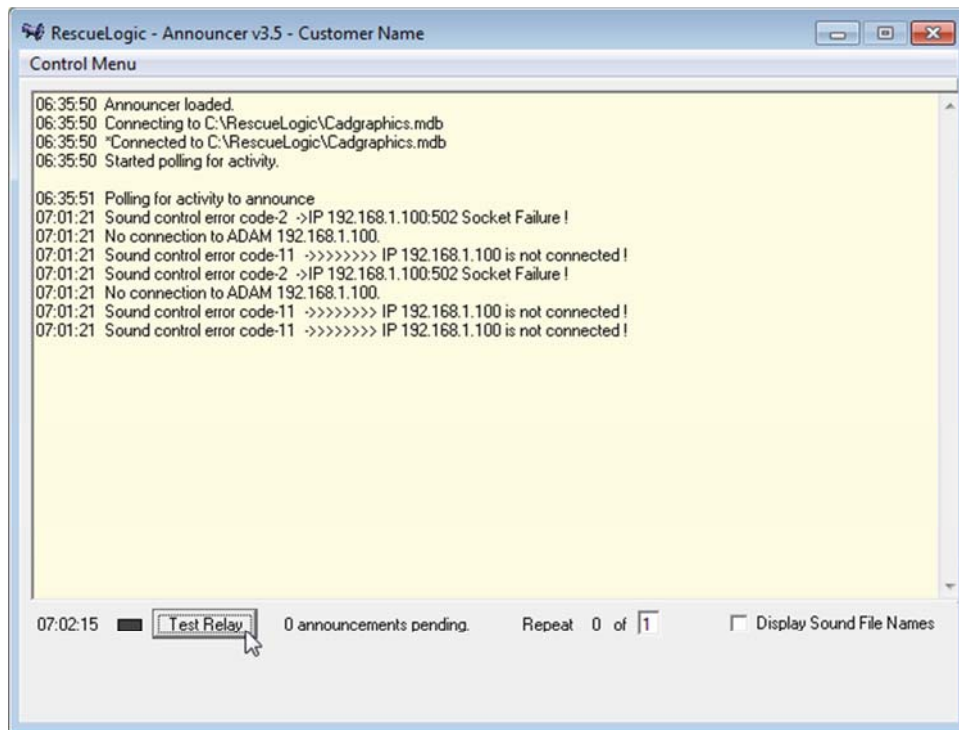 RescueLogic - Announcer v3.5 - Customer Name
Control Menu
06:35:50 Announcer loaded.
06:35:50 Connecting to C:\RescueLogic\Cadgraphics.mdb
06:35:50 *Connected to C:\RescueLogic\Cadgraphics.mdb
06:35:50 Started polling for activity.
06:35:51 Polling for activity to announce
07:01:21 Sound control error code-2 ->IP 192.168.1.100:502 Socket Failure !
07:01:21 No connection to ADAM 192.168.1.100.
07:01:21 Sound control error code-11 ->>>>>>>> IP 192.168.1.100 is not connected !
07:01:21 Sound control error code-2 ->IP 192.168.1.100:502 Socket Failure !
07:01:21 No connection to ADAM 192.168.1.100.
07:01:21 Sound control error code-11 ->>>>>>>> IP 192.168.1.100 is not connected !
07:01:21 Sound control error code-11 ->>>>>>>> IP 192.168.1.100 is not connected !
07:02:15 Test Relay 0 announcements pending. Repeat 0 of 1 Display Sound File Names